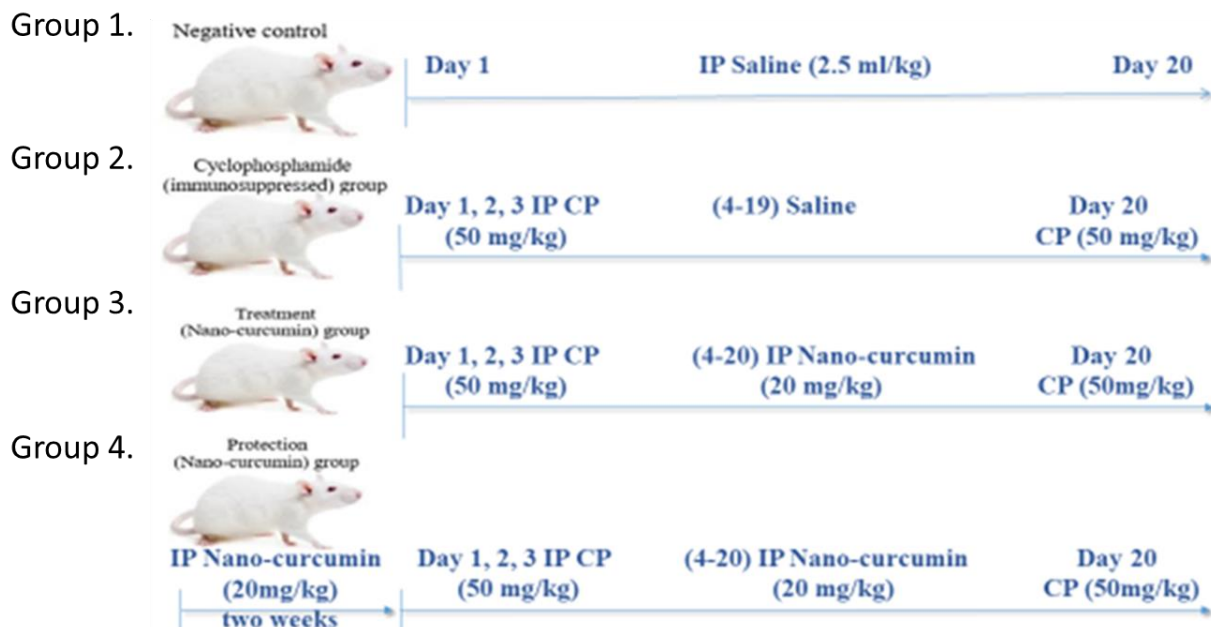 Group 1.
Negative control
Day 1
IP Saline (2.5 ml/kg)
Day 20
Group 2.
Cyclophosphamide
(immunosuppressed) group
Day 1, 2, 3 IP CP
(50 mg/kg)
(4-19) Saline
Day 20
CP (50 mg/kg)
Group 3.
Treatment
(Nano-curcumin) group
Day 1, 2, 3 IP CP
(50 mg/kg)
(4-20) IP Nano-curcumin
(20 mg/kg)
Day 20
CP (50mg/kg)
Group 4.
Protection
(Nano-curcumin) group
IP Nano-curcumin
(20mg/kg)
two weeks
Day 1, 2, 3 IP CP
(50 mg/kg)
(4-20) IP Nano-curcumin
(20 mg/kg)
Day 20
CP (50mg/kg)